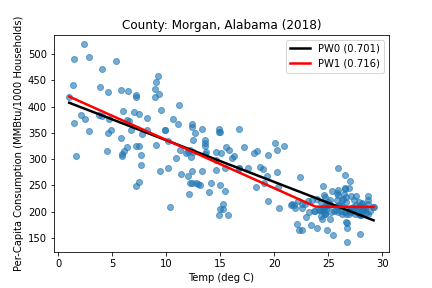 County: Morgan, Alabama (2018)
PW0 (0.701)
PW1 (0.716)
Per-Capita Consumption (MMBtu/1000 Households)
500
450
400
350
300
250
200
150
0 5 10 15 20 25 30
Temp (deg C)